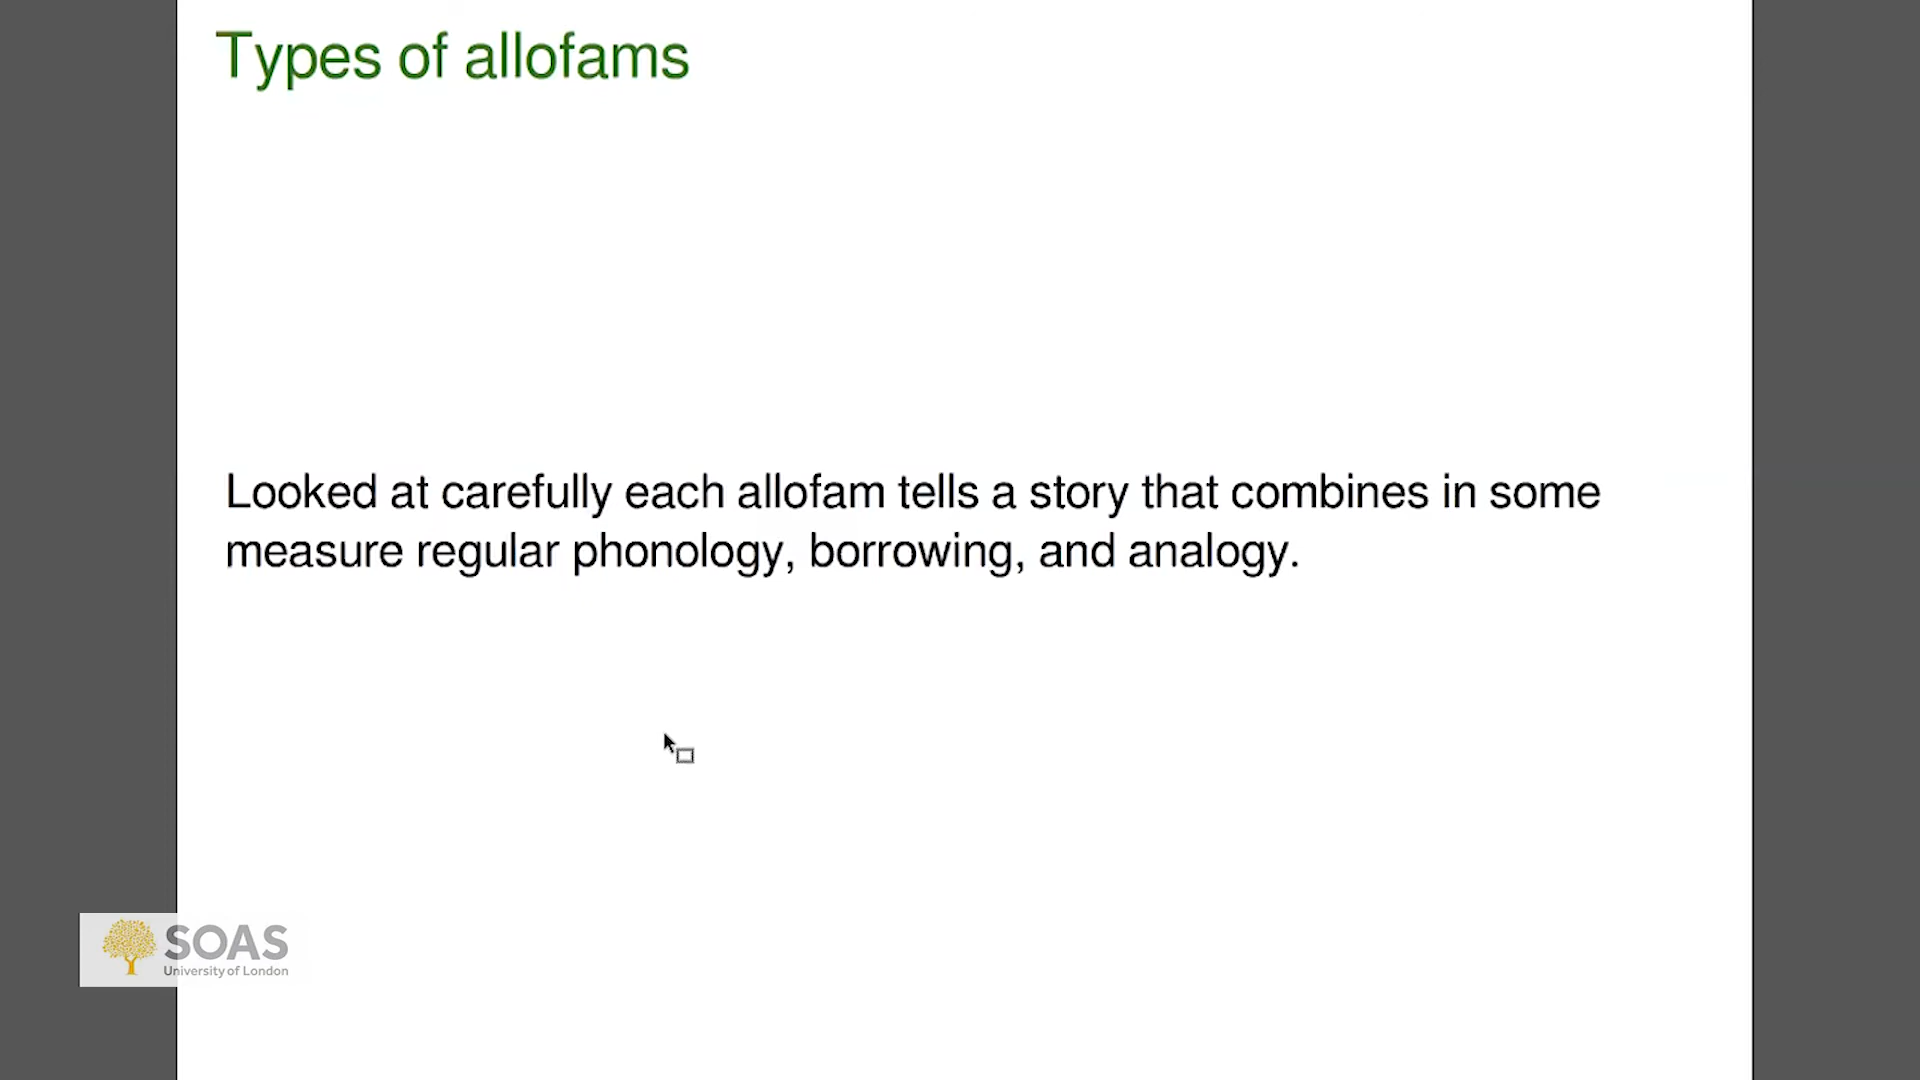 Types of allofams
Looked at carefully each allofam tells a story that combines in some
measure regular phonology, borrowing, and analogy.
SOAS
University of London